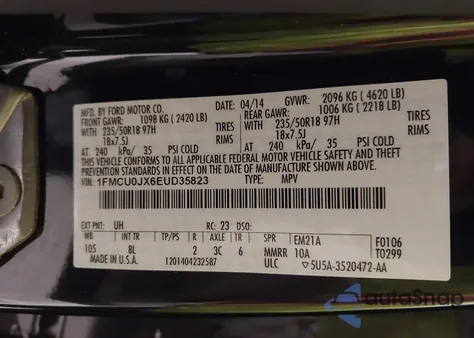 MFD. BY FORD MOTOR CO.
04/14 GVWR: 2096 KG ( 4620 LB)
FRONT GAWR: 1098 KG ( 2420 LB) REAR GAWR: 1006 KG ( 2218 LB)
WITH 235/50R18 97H TIRES WITH 235/50R18 97H TIRES
18x7.5J RIMS 18x7.5J RIMS
AT 240 kPa/ 35 PSI COLD AT 240 kPa/ 35 PSI COLD
THIS VEHICLE CONFORMS TO ALL APPLICABLE FEDERAL MOTOR VEHICLE SAFETY, BUMPER, AND THEFT PREVENTION STANDARDS IN EFFECT ON THE DATE OF MANUFACTURE SHOWN ABOVE.
VIN: 1FMCU0JX6EUD35823 TYPE: MPV
EXT PNT: UH RC: 23 DSO:
WB INT TR TP/PS R AXLE TR SPR EM21A F0106
105 8L 2 3C 6 MMRR 10A T0299
1201404232587 ULC 5U5A-3520472-AA
autoSnap